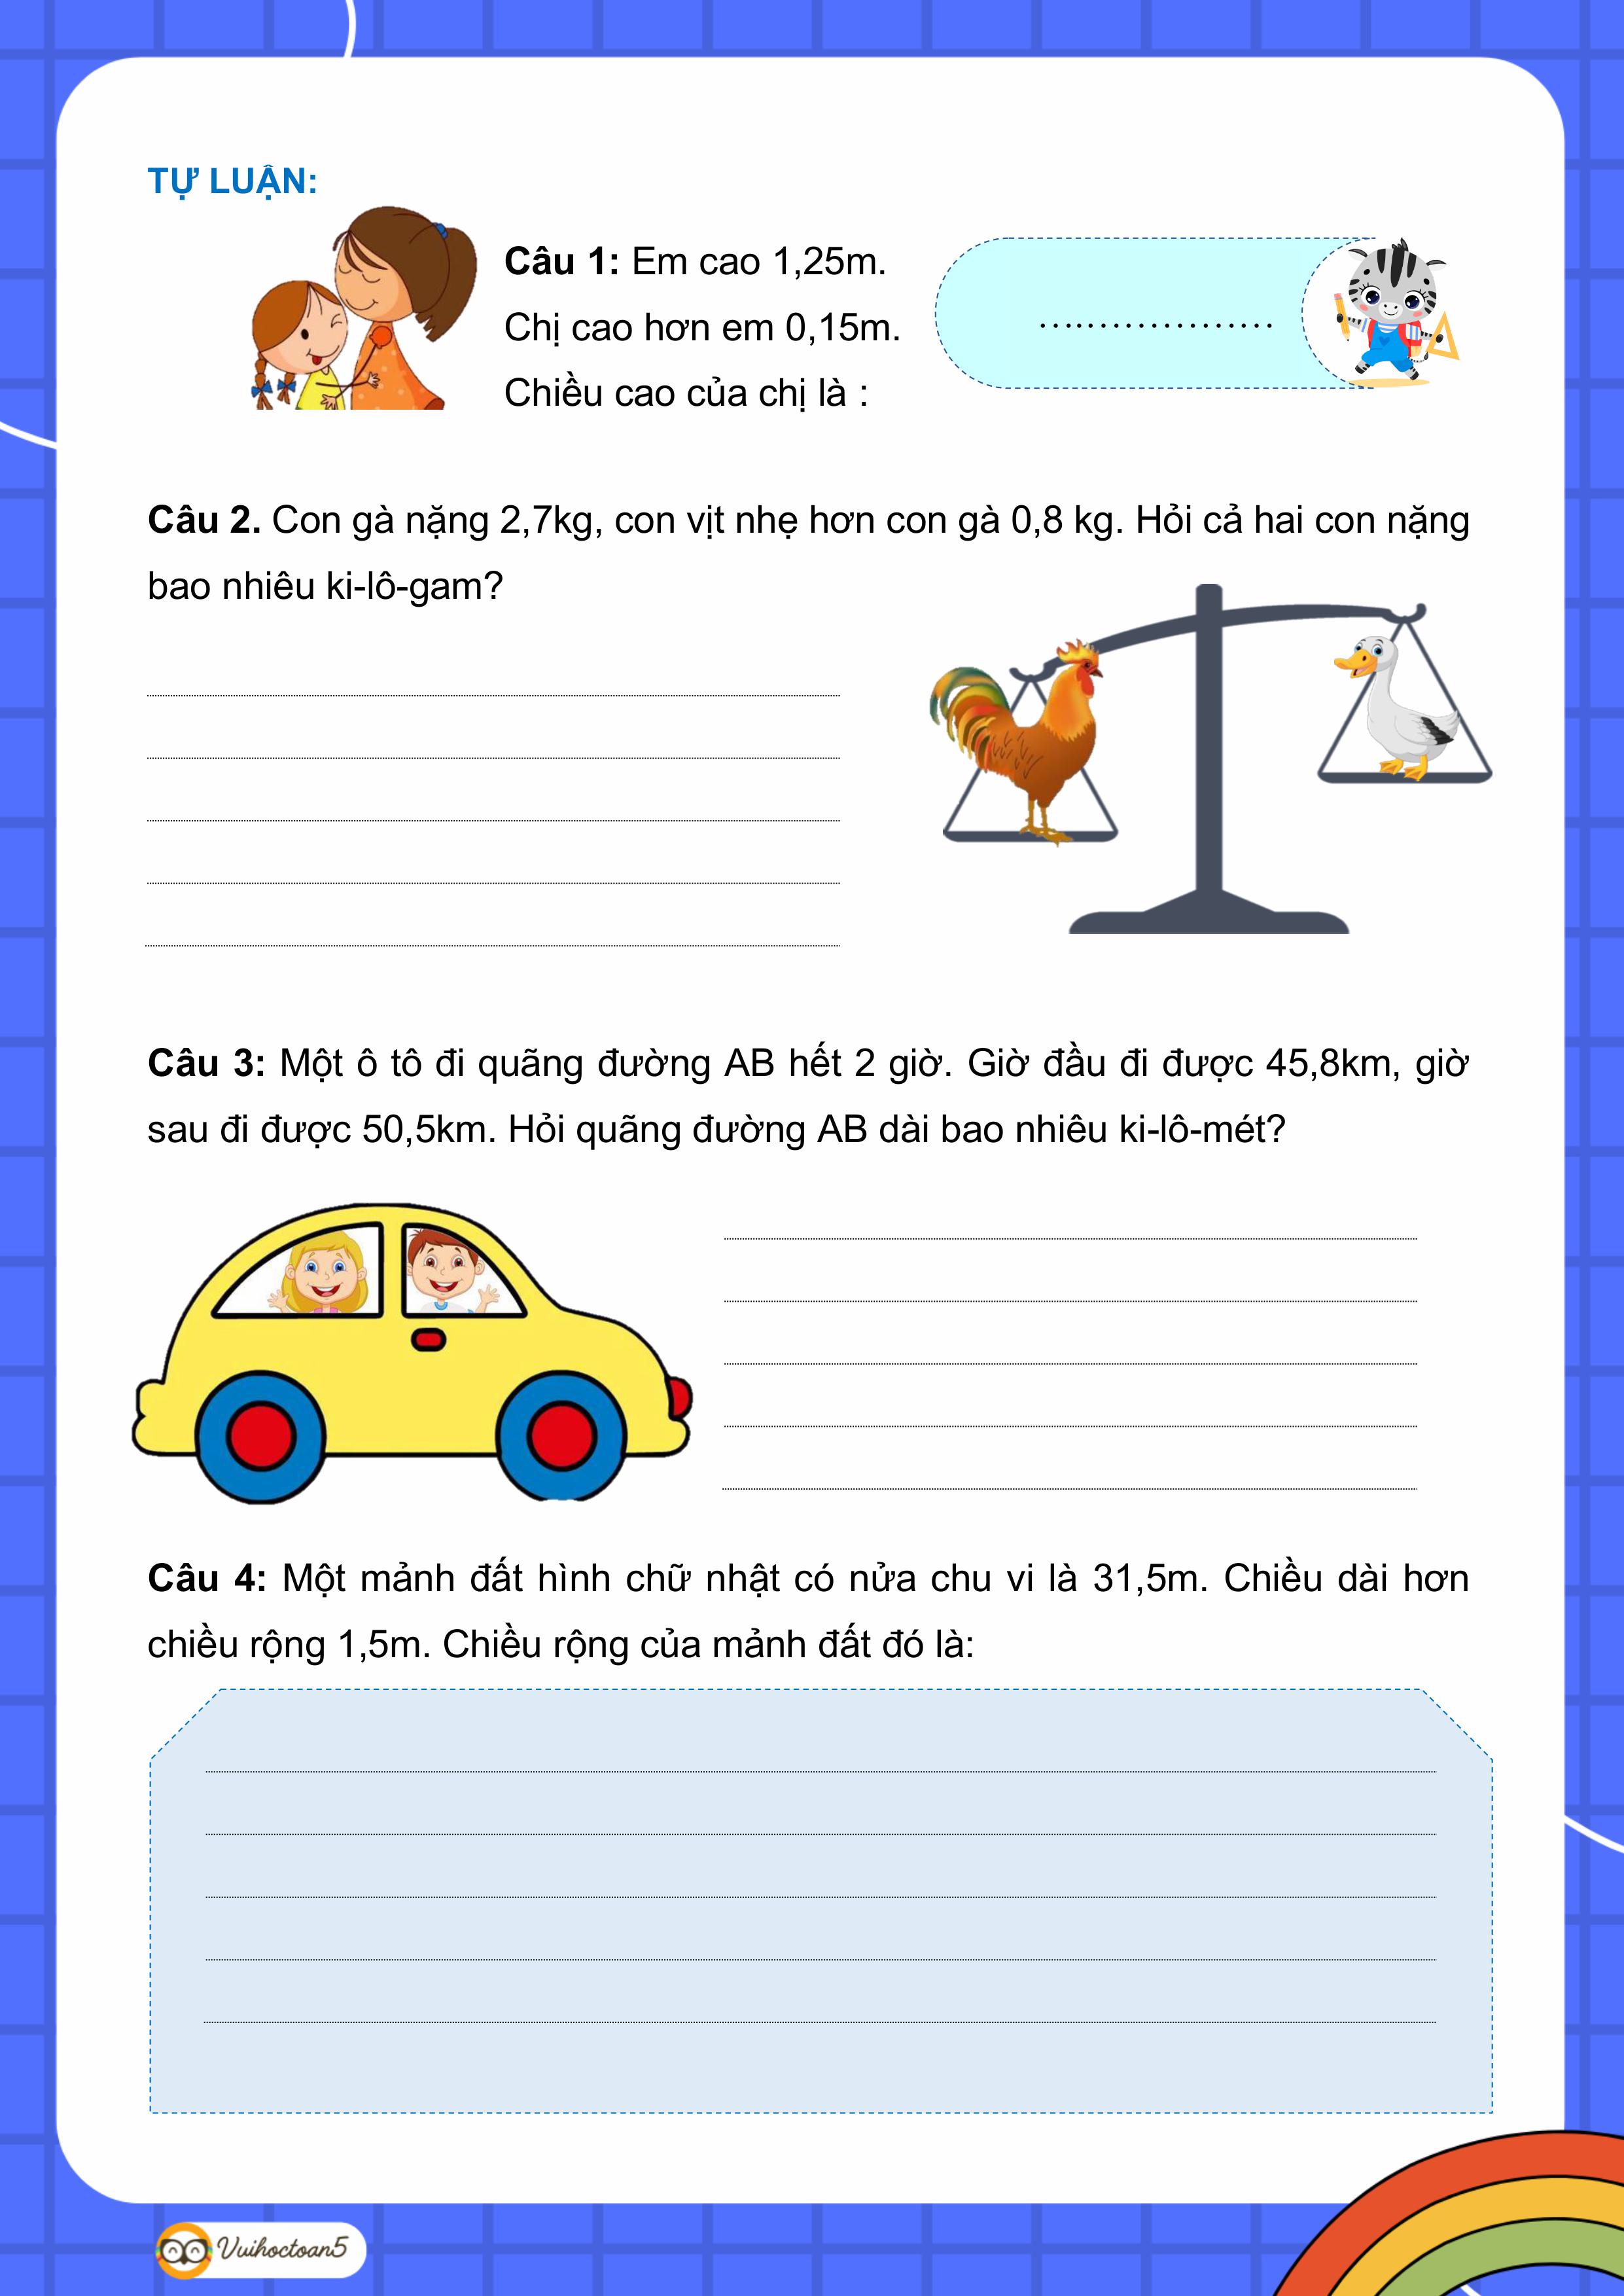 TỰ LUẬN:
Câu 1: Em cao 1,25m.
Chị cao hơn em 0,15m.
Chiều cao của chị là :
..................
Câu 2. Con gà nặng 2,7kg, con vịt nhẹ hơn con gà 0,8 kg. Hỏi cả hai con nặng
bao nhiêu ki-lô-gam?
Câu 3: Một ô tô đi quãng đường AB hết 2 giờ. Giờ đầu đi được 45,8km, giờ
sau đi được 50,5km. Hỏi quãng đường AB dài bao nhiêu ki-lô-mét?
Câu 4: Một mảnh đất hình chữ nhật có nửa chu vi là 31,5m. Chiều dài hơn
chiều rộng 1,5m. Chiều rộng của mảnh đất đó là:
Vuihoctoan5